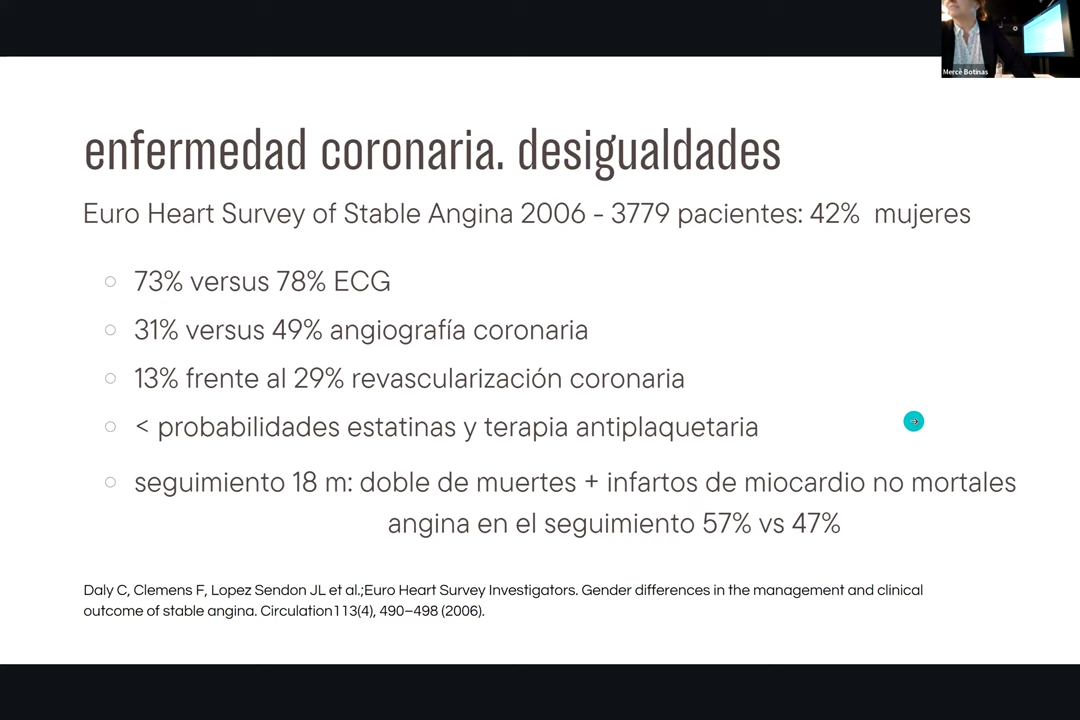 Mercè Botinas
enfermedad coronaria. desigualdades
Euro Heart Survey of Stable Angina 2006 - 3779 pacientes: 42% mujeres
73% versus 78% ECG
31% versus 49% angiografía coronaria
13% frente al 29% revascularización coronaria
< probabilidades estatinas y terapia antiplaquetaria
seguimiento 18 m: doble de muertes + infartos de miocardio no mortales
angina en el seguimiento 57% vs 47%
Daly C, Clemens F, Lopez Sendon JL et al.;Euro Heart Survey Investigators. Gender differences in the management and clinical
outcome of stable angina. Circulation113(4), 490–498 (2006).